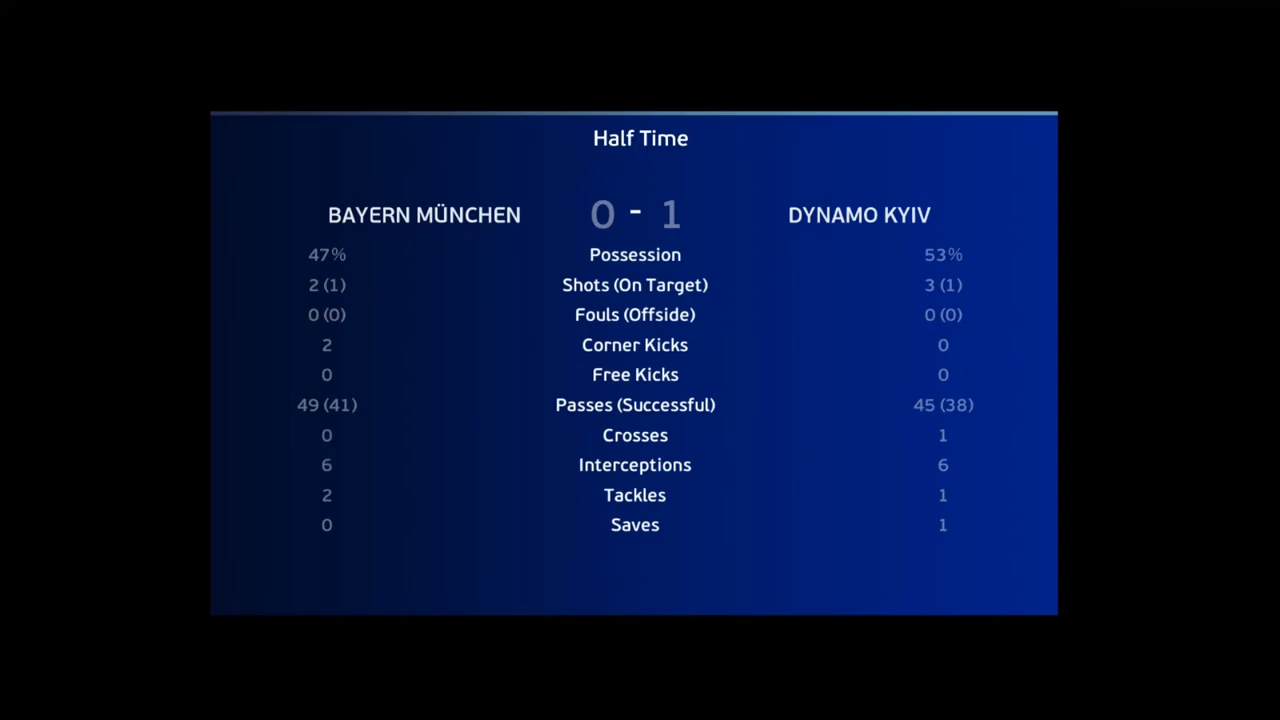 Half Time
BAYERN MÜNCHEN 0 - 1 DYNAMO KYIV
47% Possession 53%
2 (1) Shots (On Target) 3 (1)
0 (0) Fouls (Offside) 0 (0)
2 Corner Kicks 0
0 Free Kicks 0
49 (41) Passes (Successful) 45 (38)
0 Crosses 1
6 Interceptions 6
2 Tackles 1
0 Saves 1